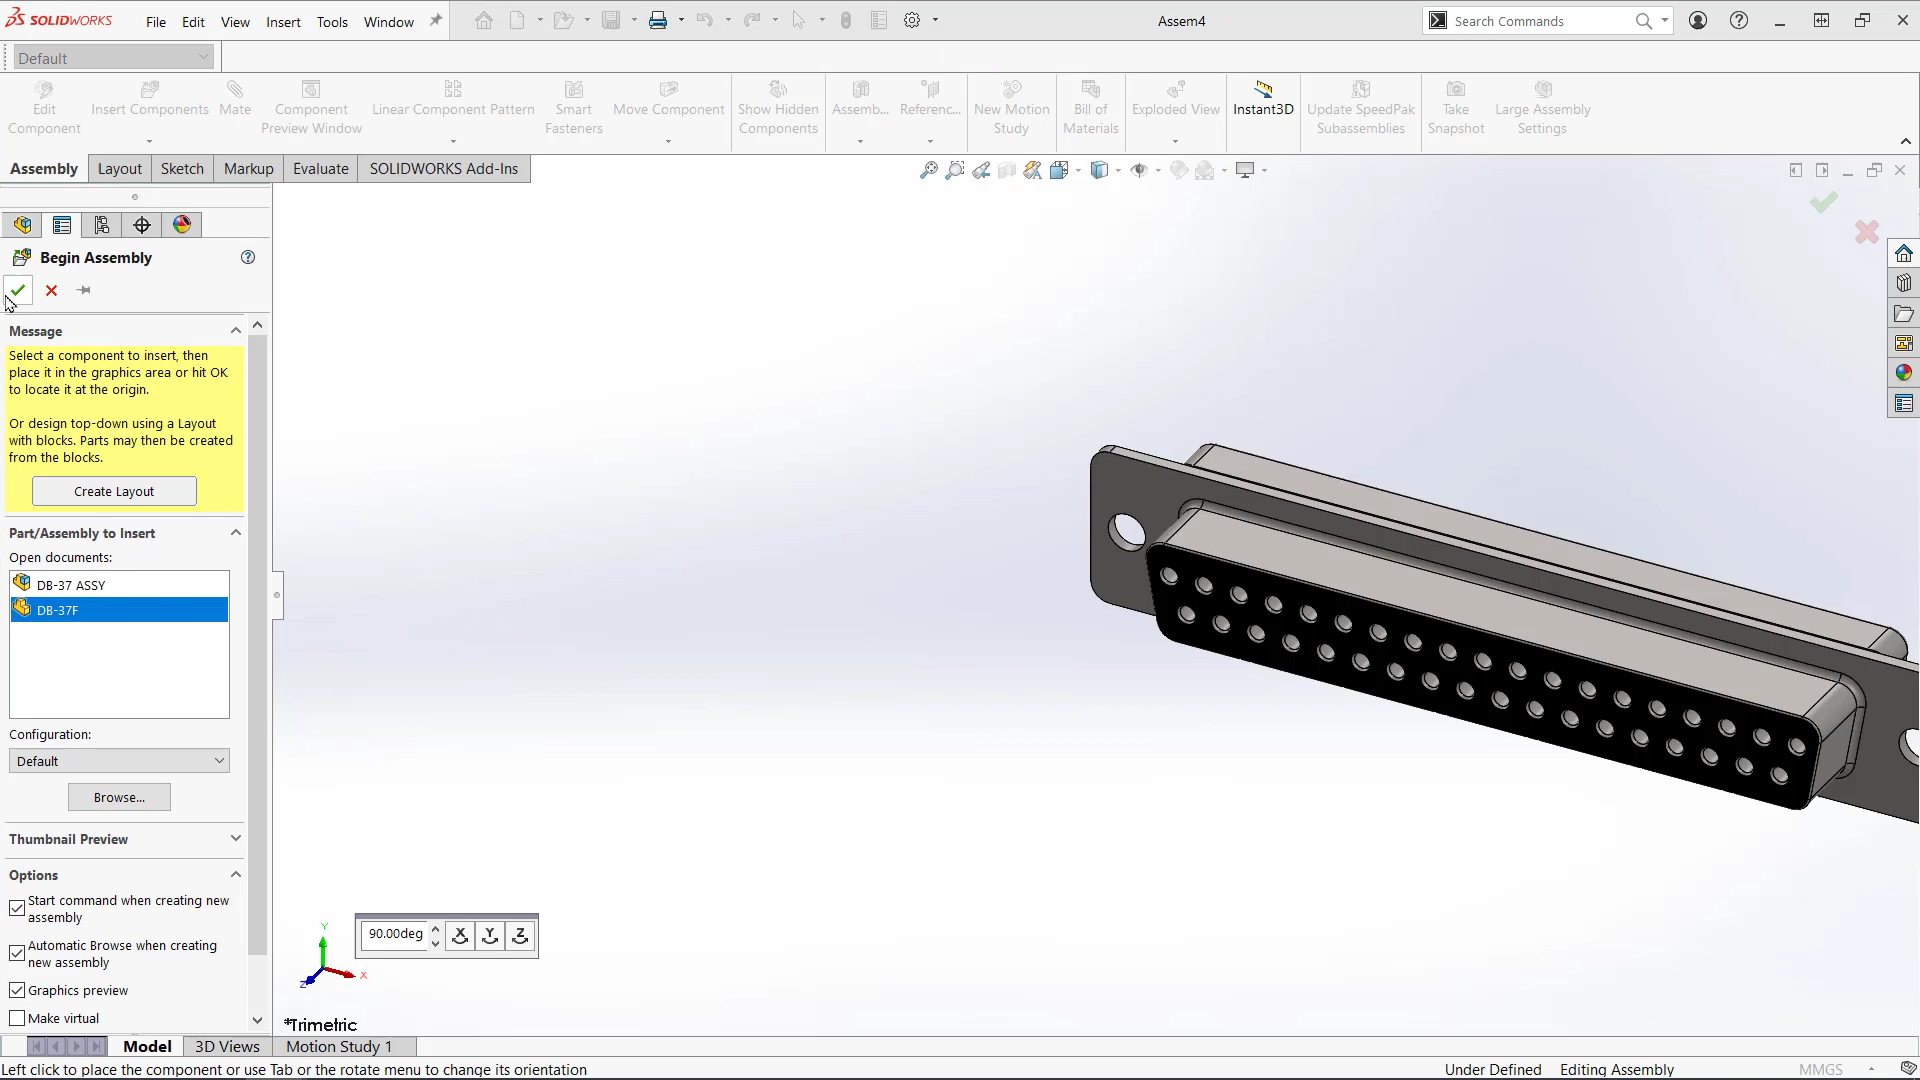 SOLIDWORKS
File Edit View Insert Tools Window
Assem4
Search Commands
Default
Edit Component
Insert Components
Mate
Component Preview Window
Linear Component Pattern
Smart Fasteners
Move Component
Show Hidden Components
Assemb...
Referenc...
New Motion Study
Bill of Materials
Exploded View
Instant3D
Update SpeedPak Subassemblies
Take Snapshot
Large Assembly Settings
Assembly Layout Sketch Markup Evaluate SOLIDWORKS Add-Ins
Begin Assembly
Message
Select a component to insert, then
place it in the graphics area or hit OK
to locate it at the origin.
Or design top-down using a Layout
with blocks. Parts may then be created
from the blocks.
Create Layout
Part/Assembly to Insert
Open documents:
DB-37 ASSY
DB-37F
Configuration:
Default
Browse...
Thumbnail Preview
Options
Start command when creating new
assembly
Automatic Browse when creating
new assembly
Graphics preview
Make virtual
90.00deg X Y Z
Y
X
Z
*Trimetric
Model 3D Views Motion Study 1
Left click to place the component or use Tab or the rotate menu to change its orientation
Under Defined Editing Assembly MMGS